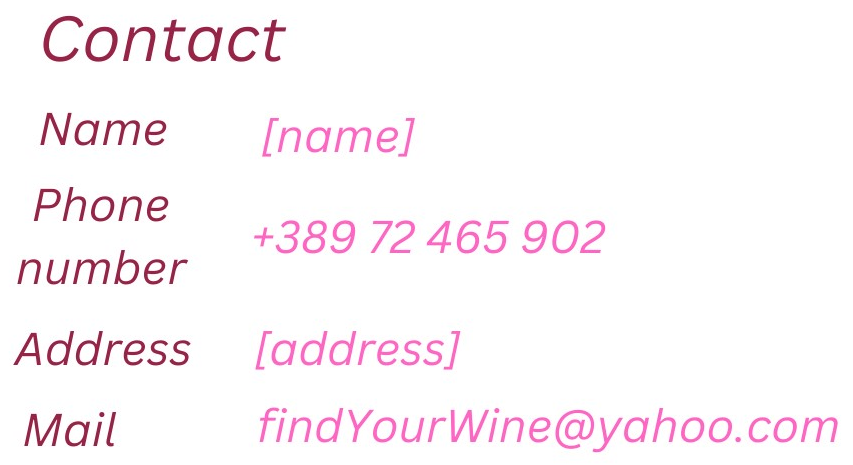 Contact
Name [name]
Phone
number +389 72 465 902
Address [address]
Mail findYourWine@yahoo.com